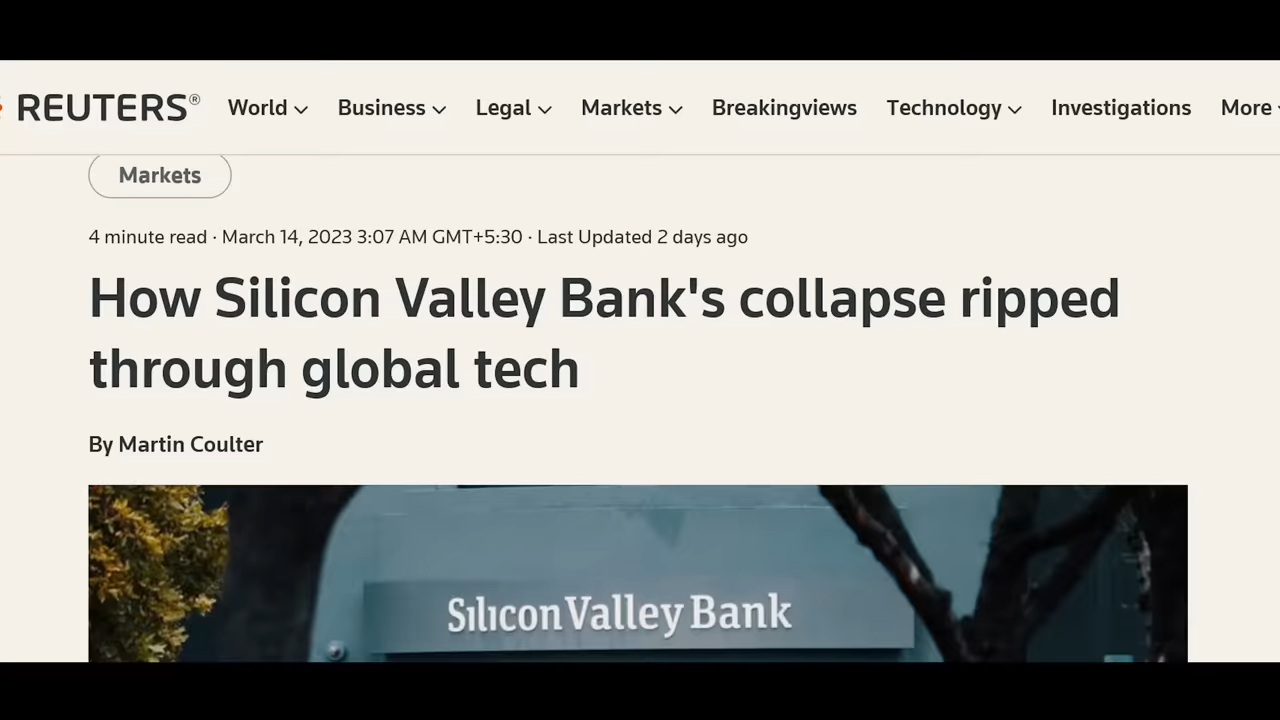 REUTERS® World Business Legal Markets Breakingviews Technology Investigations More
Markets
4 minute read · March 14, 2023 3:07 AM GMT+5:30 · Last Updated 2 days ago
How Silicon Valley Bank's collapse ripped
through global tech
By Martin Coulter
Silicon Valley Bank